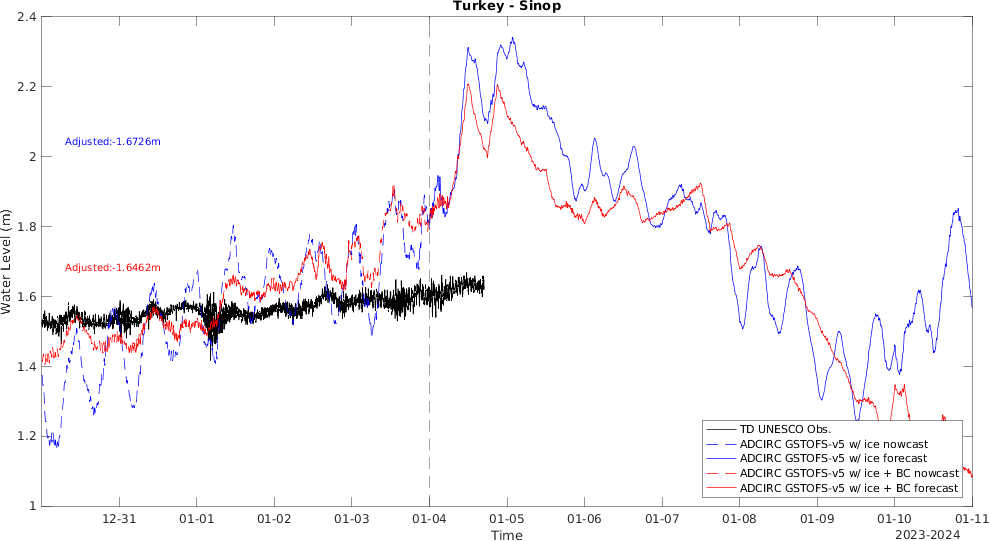 Turkey - Sinop
2.4
2.2
2
1.8
1.6
1.4
1.2
1
Water Level (m)
Adjusted:-1.6726m
Adjusted:-1.6462m
TD UNESCO Obs.
ADCIRC GSTOFS-v5 w/ ice nowcast
ADCIRC GSTOFS-v5 w/ ice forecast
ADCIRC GSTOFS-v5 w/ ice + BC nowcast
ADCIRC GSTOFS-v5 w/ ice + BC forecast
12-31 01-01 01-02 01-03 01-04 01-05 01-06 01-07 01-08 01-09 01-10 01-11
Time
2023-2024